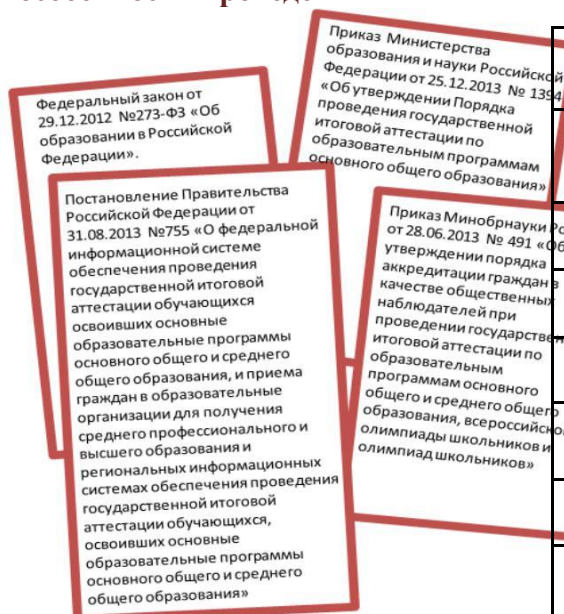 Федеральный закон от
29.12.2012 №273-ФЗ «Об
образовании в Российской
Федерации».
Приказ Министерства
образования и науки Российской
Федерации от 25.12.2013 № 1394
«Об утверждении Порядка
проведения государственной
итоговой аттестации по
образовательным программам
основного общего образования»
Постановление Правительства
Российской Федерации от
31.08.2013 №755 «О федеральной
информационной системе
обеспечения проведения
государственной итоговой
аттестации обучающихся
освоивших основные
образовательные программы
основного общего и среднего
общего образования, и приема
граждан в образовательные
организации для получения
среднего профессионального и
высшего образования и
региональных информационных
системах обеспечения проведения
государственной итоговой
аттестации обучающихся,
освоивших основные
образовательные программы
основного общего и среднего
общего образования»
Приказ Минобрнауки
от 28.06.2013 № 491
утверждении порядка
аккредитации граждан в
качестве общественных
наблюдателей при
проведении
итоговой аттестации по
образовательным
программам основного
общего и среднего общего
образования,
олимпиады школьников и
олимпиад школьников»